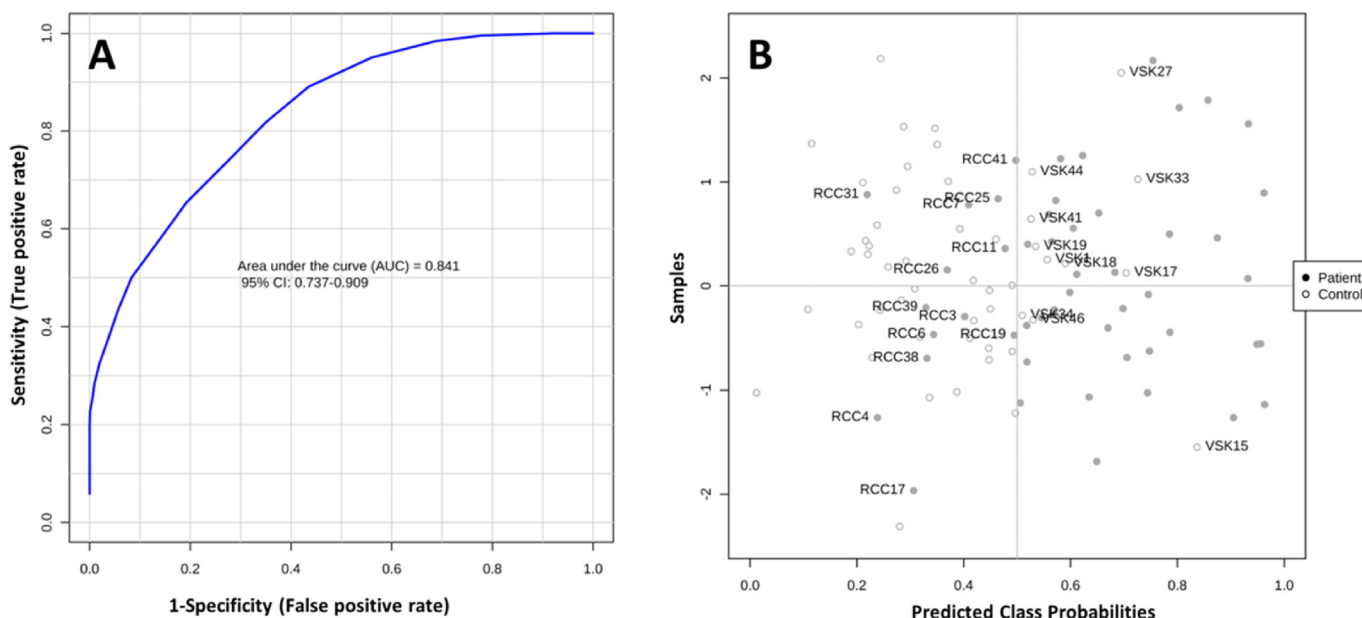 A
Sensitivity (True positive rate)
1.0
0.8
0.6
0.4
0.2
0.0
Area under the curve (AUC) = 0.841
95% CI: 0.737-0.909
0.0 0.2 0.4 0.6 0.8 1.0
1-Specificity (False positive rate)
B
Samples
2
1
0
-1
-2
VSK27
RCC41
VSK44
VSK33
RCC31
RCC25
RCC7
VSK41
RCC11
VSK19
VSK1
VSK18
RCC26
VSK17
RCC39
RCC3
VSK34
VSK46
RCC6
RCC19
RCC38
RCC4
VSK15
RCC17
Patient
Control
0.0 0.2 0.4 0.6 0.8 1.0
Predicted Class Probabilities